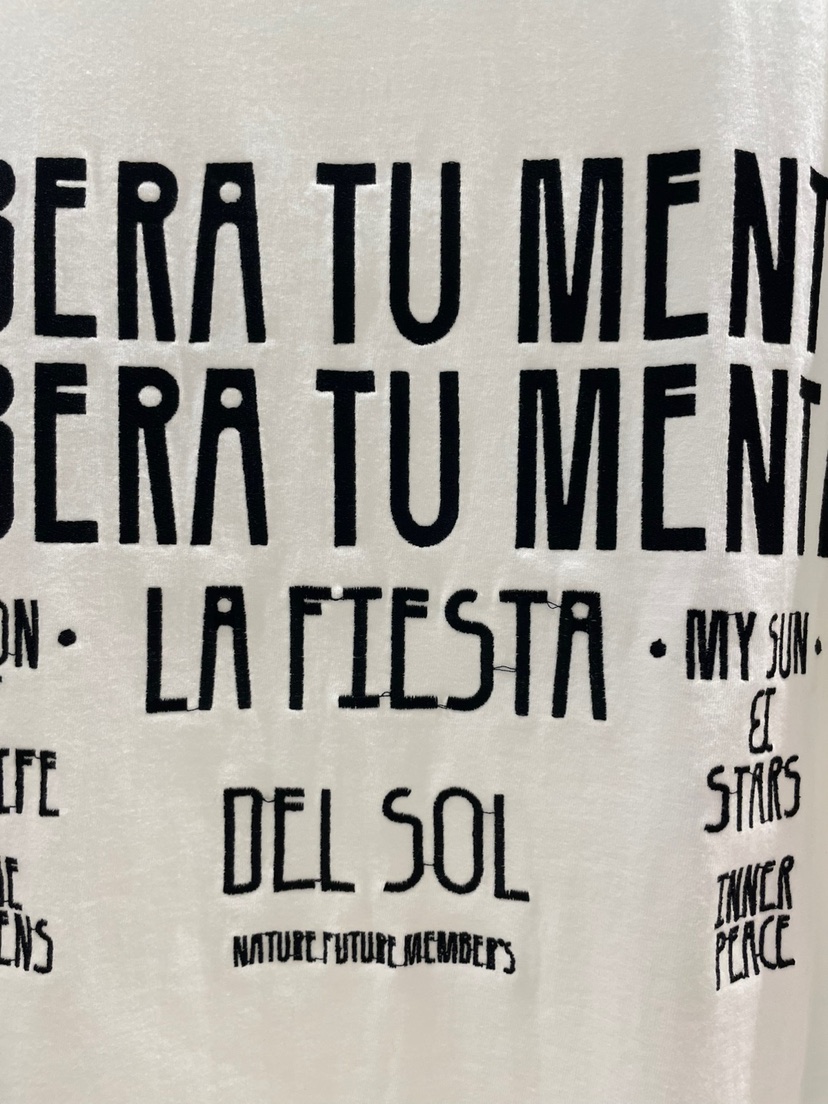 BERA TU MENT
BERA TU MENT
ON • LA FIESTA • MY SUN •
&
STARS
IFE
DEL SOL
INNER
PEACE
ENS
NATURE.FUTURE.MEMBERS